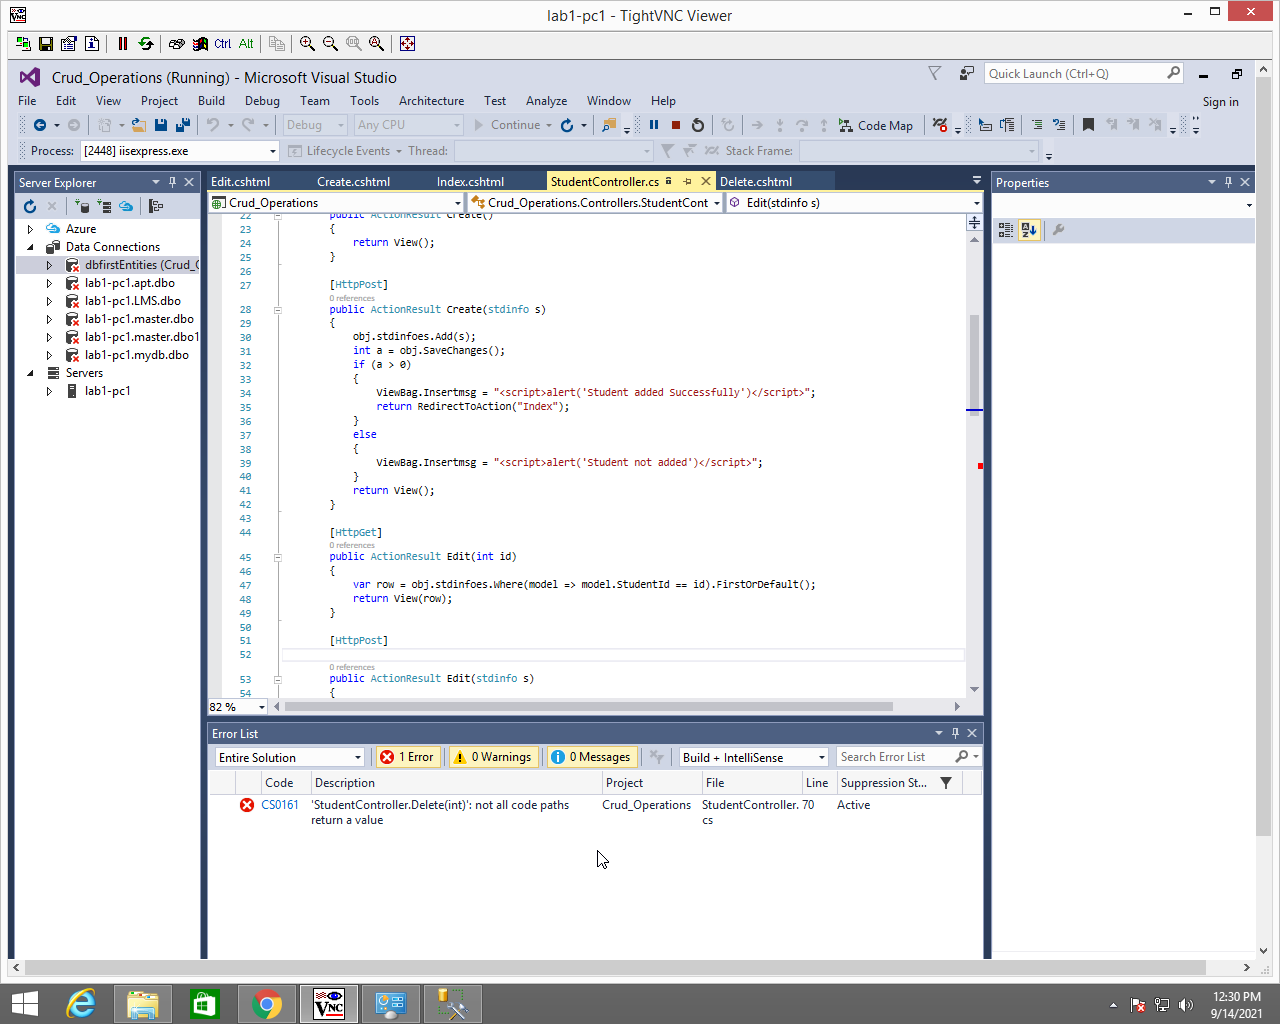 lab1-pc1 - TightVNC Viewer
Ctrl Alt
Crud_Operations (Running) - Microsoft Visual Studio
Quick Launch (Ctrl+Q)
File Edit View Project Build Debug Team Tools Architecture Test Analyze Window Help
Sign in
Debug Any CPU Continue Code Map
Process: [2448] iisexpress.exe Lifecycle Events Thread: Stack Frame:
Server Explorer
Azure
Data Connections
dbfirstEntities (Crud_
lab1-pc1.apt.dbo
lab1-pc1.LMS.dbo
lab1-pc1.master.dbo
lab1-pc1.master.dbo1
lab1-pc1.mydb.dbo
Servers
lab1-pc1
Edit.cshtml Create.cshtml Index.cshtml StudentController.cs Delete.cshtml
Crud_Operations Crud_Operations.Controllers.StudentCont Edit(stdinfo s)
22 public ActionResult Create()
23 {
24 return View();
25 }
26
27 [HttpPost]
0 references
28 public ActionResult Create(stdinfo s)
29 {
30 obj.stdinfoes.Add(s);
31 int a = obj.SaveChanges();
32 if (a > 0)
33 {
34 ViewBag.Insertmsg = "<script>alert('Student added Successfully')</script>";
35 return RedirectToAction("Index");
36 }
37 else
38 {
39 ViewBag.Insertmsg = "<script>alert('Student not added')</script>";
40 }
41 return View();
42 }
43
44 [HttpGet]
0 references
45 public ActionResult Edit(int id)
46 {
47 var row = obj.stdinfoes.Where(model => model.StudentId == id).FirstOrDefault();
48 return View(row);
49 }
50
51 [HttpPost]
52
0 references
53 public ActionResult Edit(stdinfo s)
54 {
82 %
Properties
Error List
Entire Solution 1 Error 0 Warnings 0 Messages Build + IntelliSense Search Error List
Code Description Project File Line Suppression St...
CS0161 'StudentController.Delete(int)': not all code paths return a value Crud_Operations StudentController.cs 70 Active
12:30 PM
9/14/2021